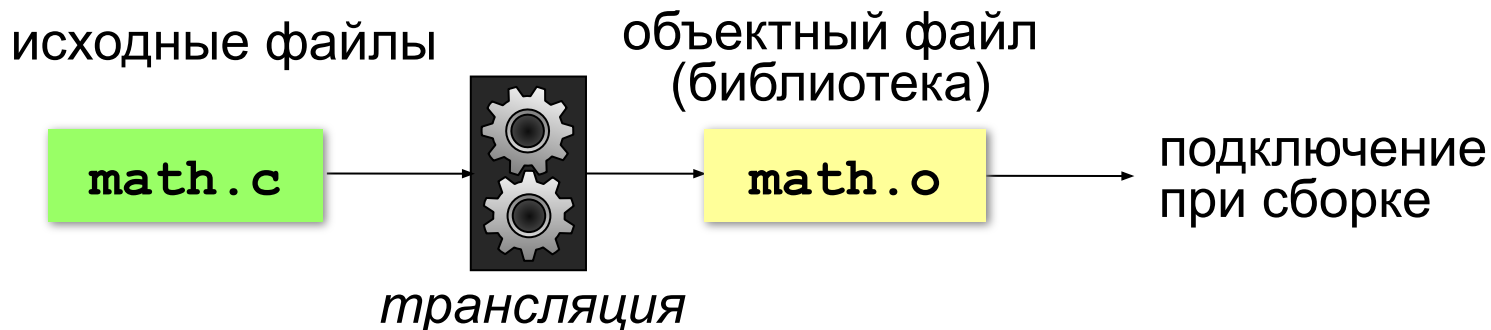 исходные файлы
объектный файл
(библиотека)
math.c
math.o
подключение
при сборке
трансляция